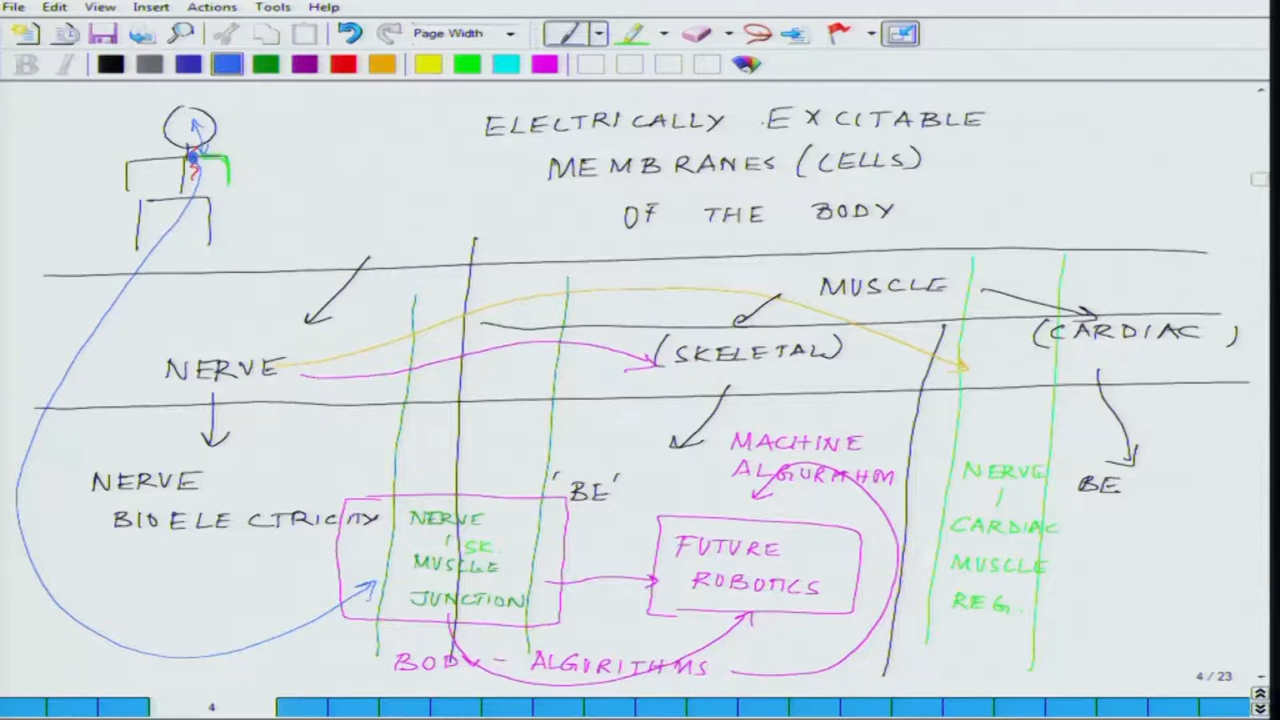 File Edit View Insert Actions Tools Help
Page Width
B I
ELECTRICALLY EXCITABLE
MEMBRANES (CELLS)
OF THE BODY
MUSCLE
(SKELETAL)
(CARDIAC)
NERVE
NERVE
BIOELECTRICITY
'BE'
MACHINE
ALGORITHM
BE
NERVE
SK.
MUSCLE
JUNCTION
FUTURE
ROBOTICS
NERVE
/
CARDIAC
MUSCLE
REG.
BODY - ALGORITHMS
4 / 23
4